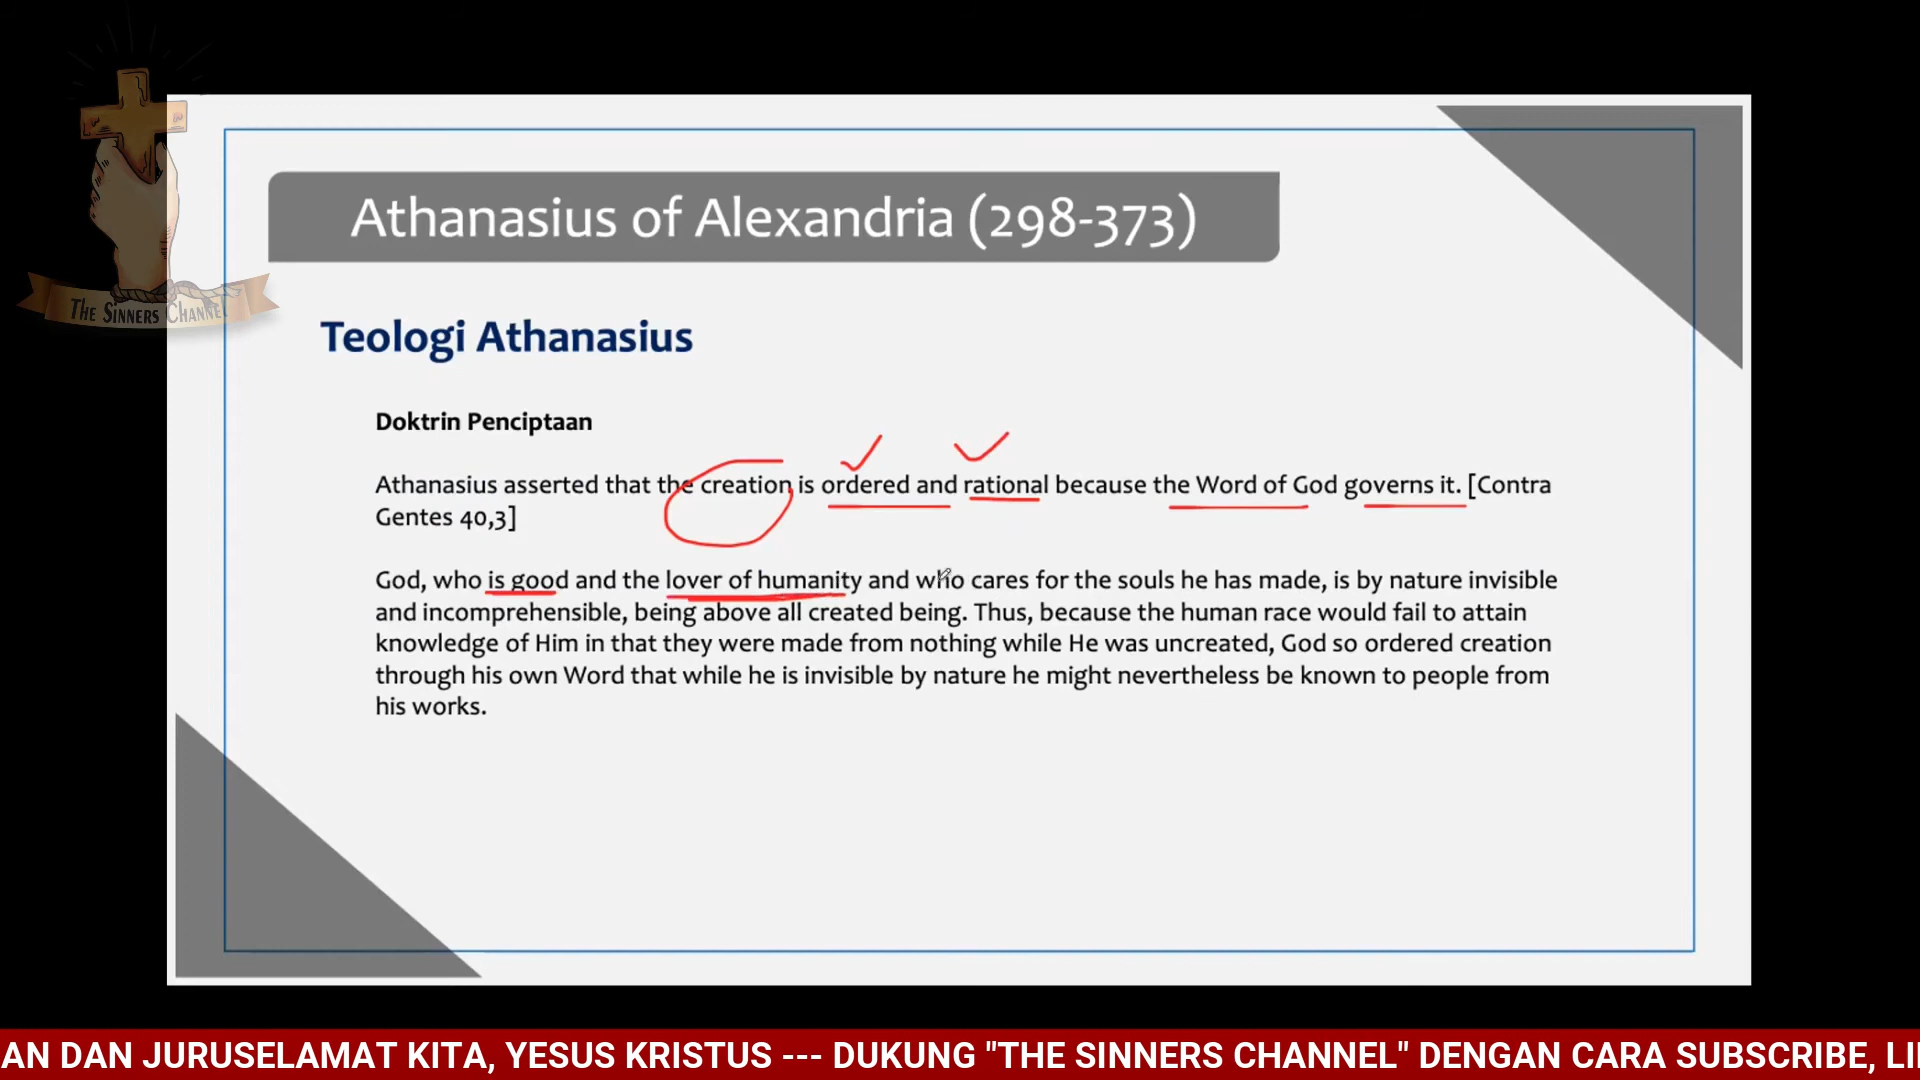 Athanasius of Alexandria (298-373)
THE SINNERS CHANNEL
Teologi Athanasius
Doktrin Penciptaan
Athanasius asserted that the creation is ordered and rational because the Word of God governs it. [Contra
Gentes 40,3]
God, who is good and the lover of humanity and who cares for the souls he has made, is by nature invisible
and incomprehensible, being above all created being. Thus, because the human race would fail to attain
knowledge of Him in that they were made from nothing while He was uncreated, God so ordered creation
through his own Word that while he is invisible by nature he might nevertheless be known to people from
his works.
AN DAN JURUSELAMAT KITA, YESUS KRISTUS --- DUKUNG "THE SINNERS CHANNEL" DENGAN CARA SUBSCRIBE, LI